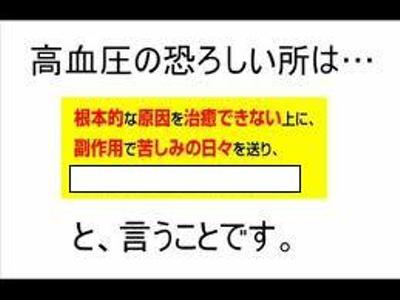 高血圧の恐ろしい所は…
根本的な原因を治癒できない上に、
副作用で苦しみの日々を送り、
と、言うことです。